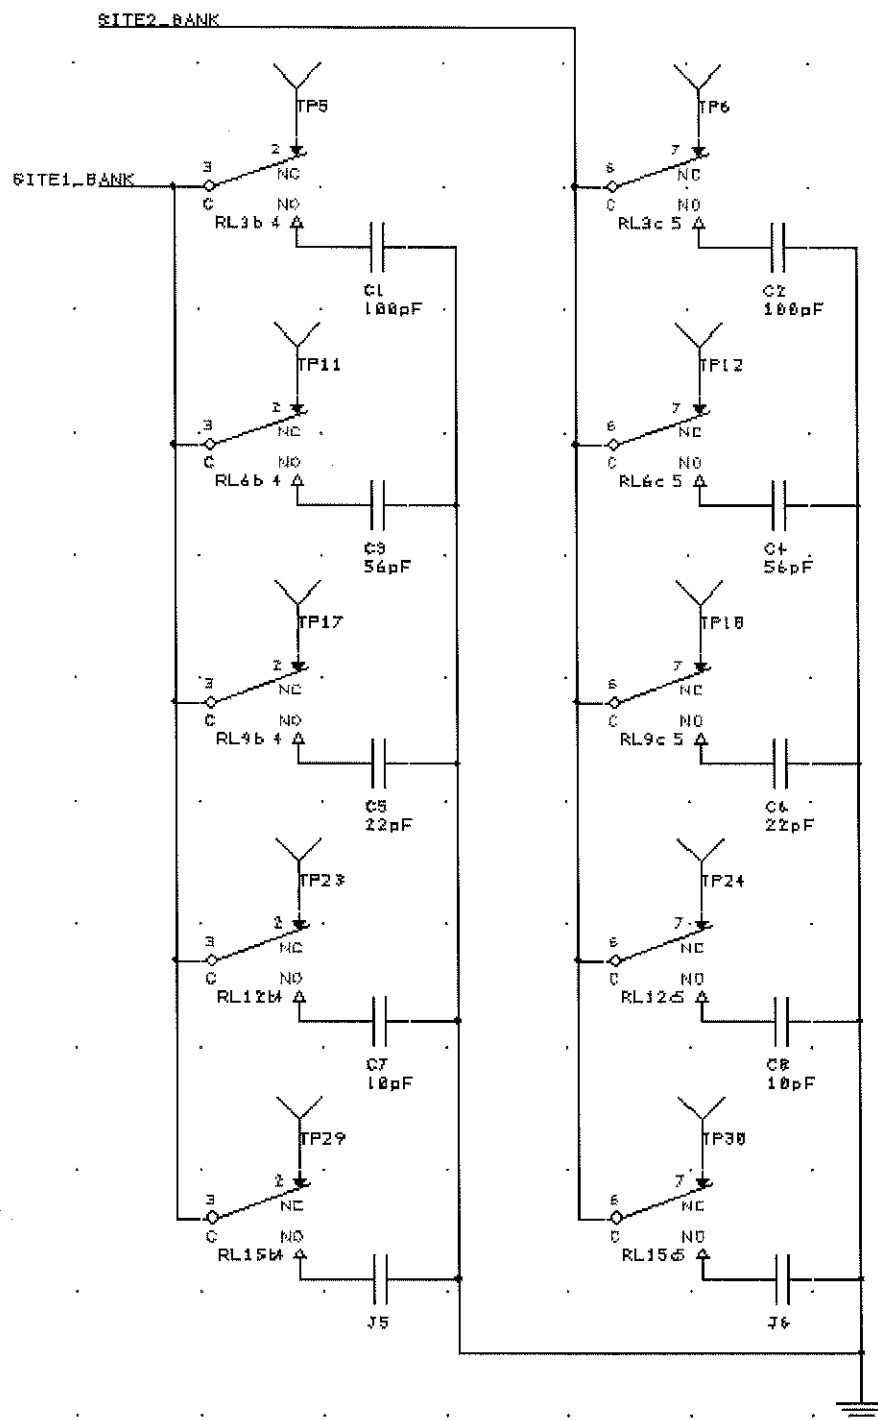 SITE2_BANK
TP5 TP6
3 2 NC 6 7 NC
SITE1_BANK
C NO C NO
RL3b 4 RL3c 5
C1 C2
100pF 100pF
TP11 TP12
3 2 NC 6 7 NC
C NO C NO
RL6b 4 RL6c 5
C3 C4
56pF 56pF
TP17 TP18
3 2 NC 6 7 NC
C NO C NO
RL9b 4 RL9c 5
C5 C6
22pF 22pF
TP23 TP24
3 2 NC 6 7 NC
C NO C NO
RL12b4 RL12c5
C7 C8
10pF 10pF
TP29 TP30
3 2 NC 6 7 NC
C NO C NO
RL15b4 RL15c5
J5 J6